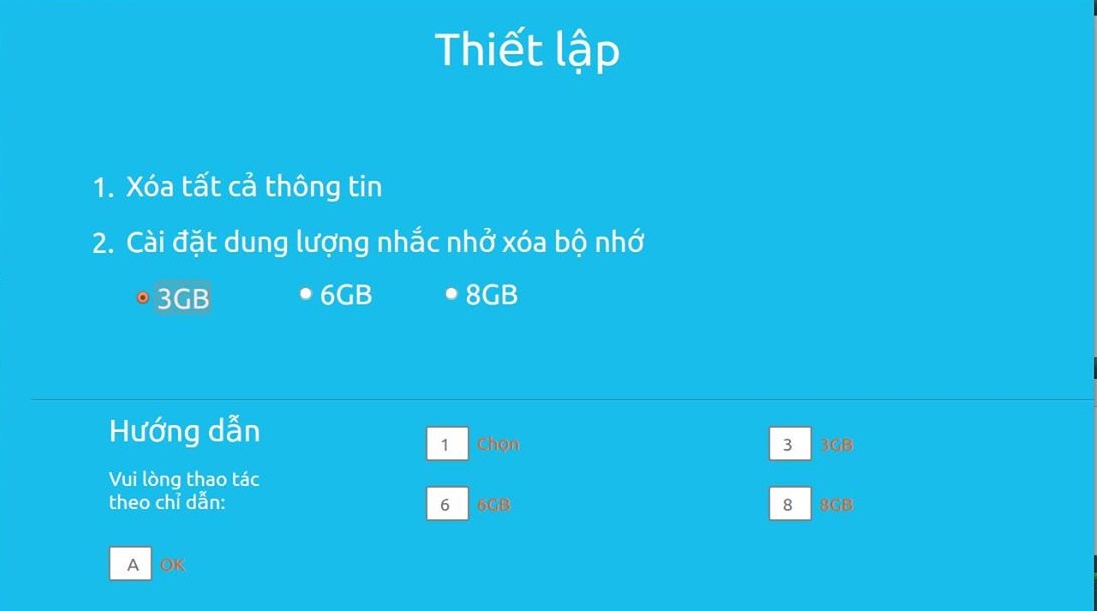 Thiết lập
1. Xóa tất cả thông tin
2. Cài đặt dung lượng nhắc nhở xóa bộ nhớ
3GB 6GB 8GB
Hướng dẫn
Vui lòng thao tác
theo chỉ dẫn:
1 Chọn
3 3GB
6 6GB
8 8GB
A OK